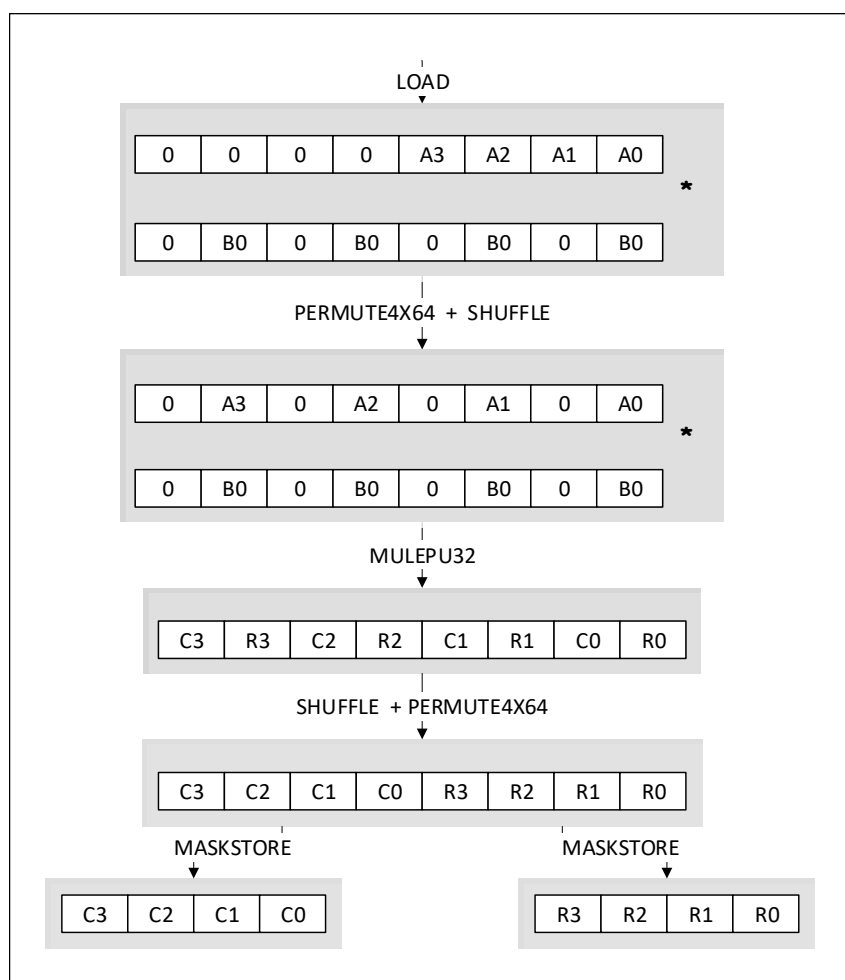 LOAD
0 0 0 0 A3 A2 A1 A0
*
0 B0 0 B0 0 B0 0 B0
PERMUTE4X64 + SHUFFLE
0 A3 0 A2 0 A1 0 A0
*
0 B0 0 B0 0 B0 0 B0
MULEPU32
C3 R3 C2 R2 C1 R1 C0 R0
SHUFFLE + PERMUTE4X64
C3 C2 C1 C0 R3 R2 R1 R0
MASKSTORE MASKSTORE
C3 C2 C1 C0 R3 R2 R1 R0